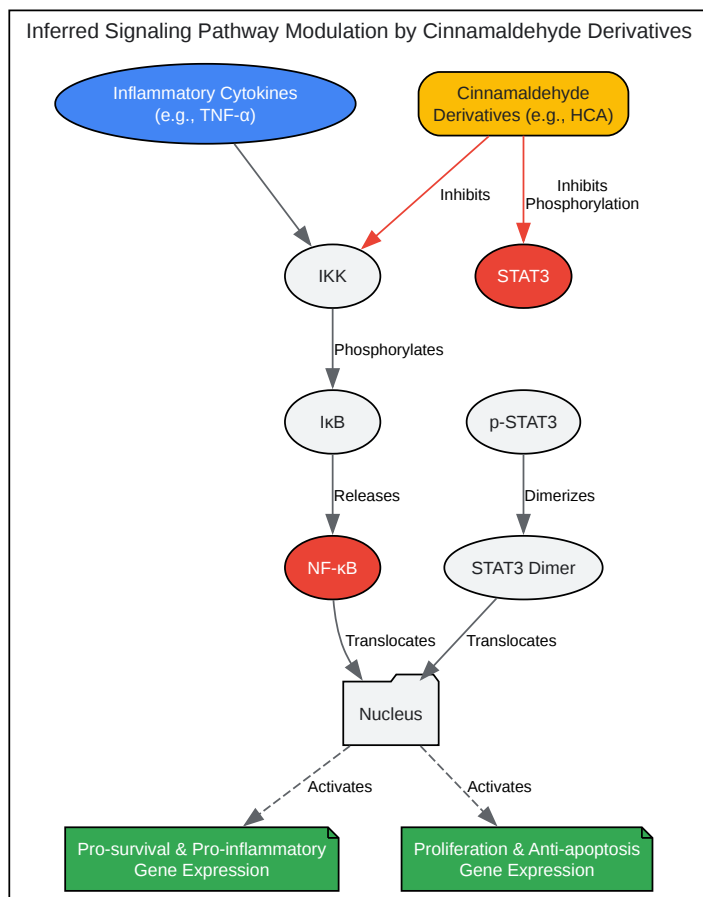 Inferred Signaling Pathway Modulation by Cinnamaldehyde Derivatives
Inflammatory Cytokines
(e.g., TNF-α)
Cinnamaldehyde
Derivatives (e.g., HCA)
Inhibits
Inhibits
Phosphorylation
IKK
STAT3
Phosphorylates
IκB
p-STAT3
Releases
Dimerizes
NF-κB
STAT3 Dimer
Translocates
Translocates
Nucleus
Activates
Activates
Pro-survival & Pro-inflammatory
Gene Expression
Proliferation & Anti-apoptosis
Gene Expression